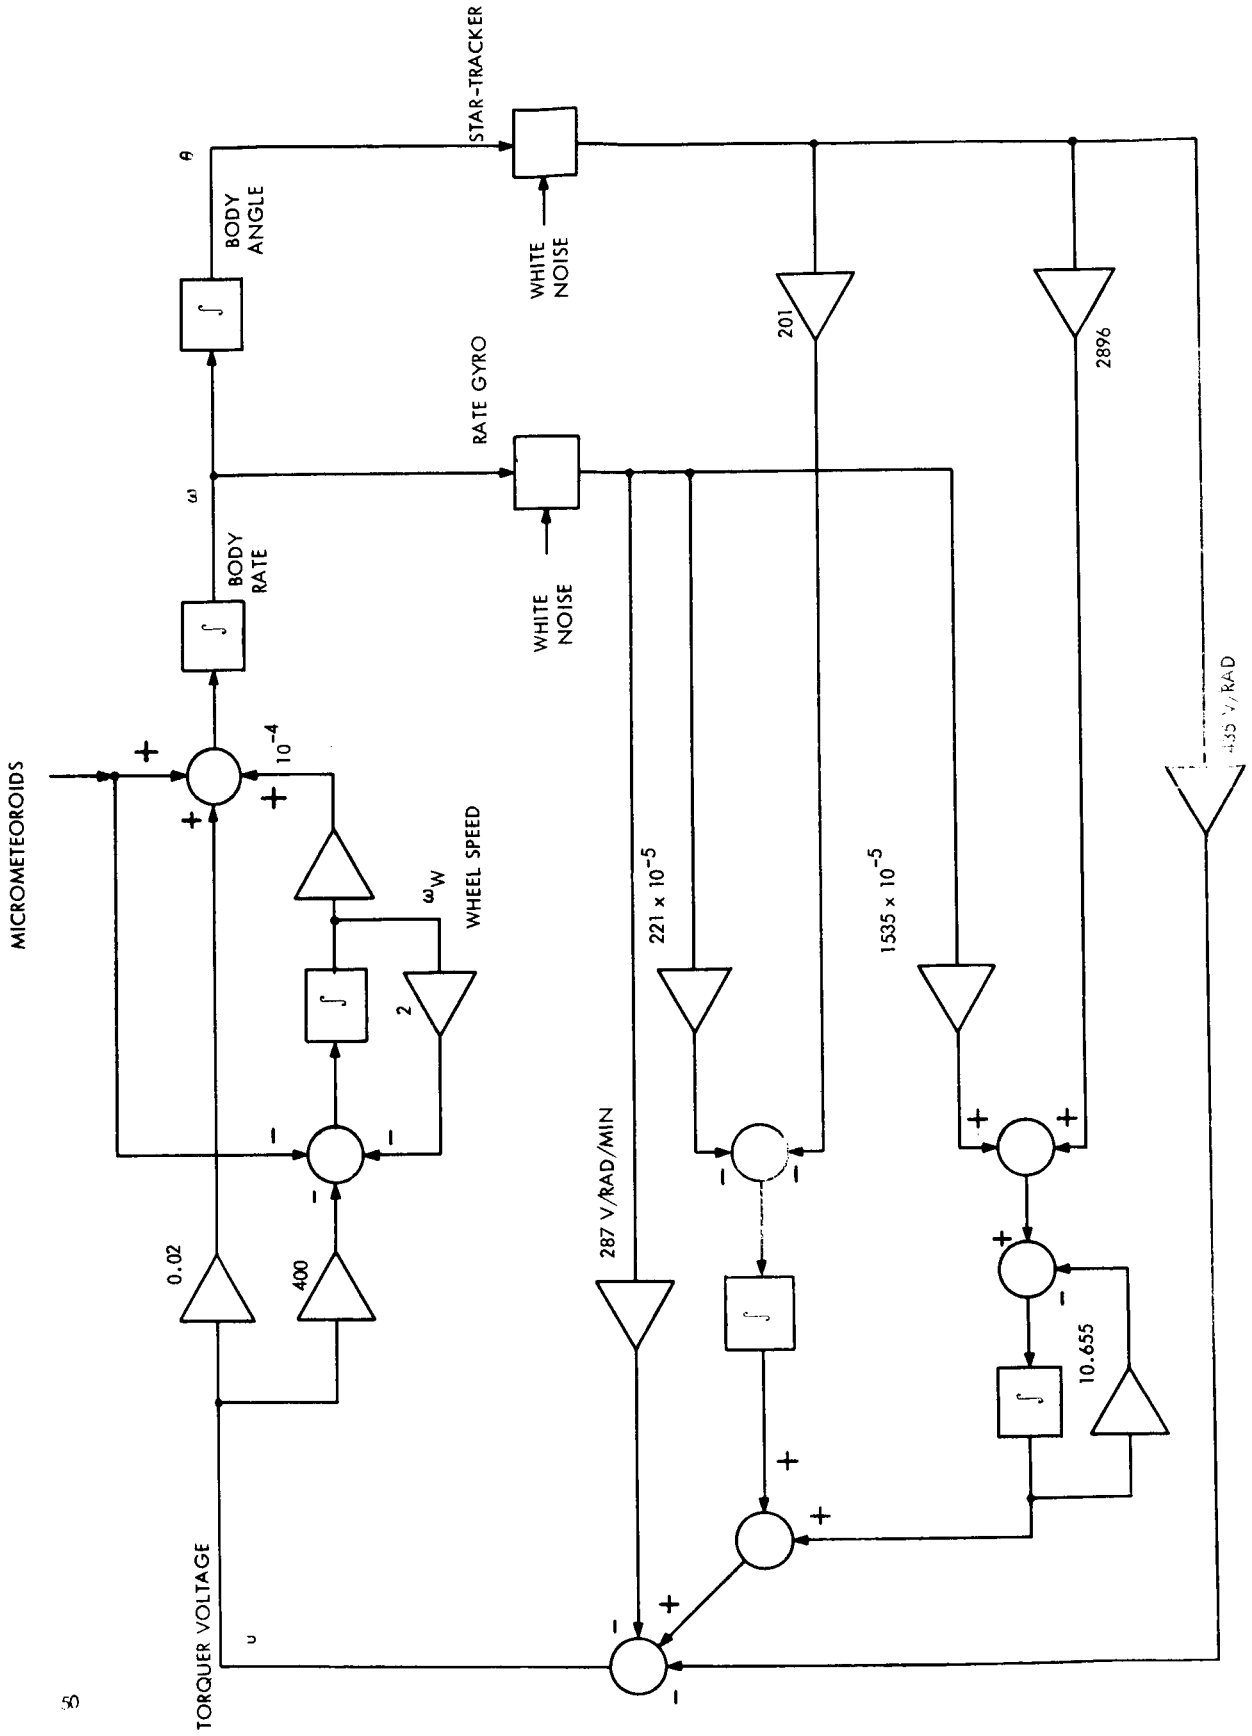 MICROMETEOROIDS
TORQUER VOLTAGE
u
0.02
400
−
−
−
+
+
+
10⁻⁴
∫
2
ω_W
WHEEL SPEED
∫
BODY
RATE
ω
∫
BODY
ANGLE
θ
RATE GYRO
STAR-TRACKER
WHITE
NOISE
WHITE
NOISE
287 V/RAD/MIN
221 x 10⁻⁵
201
−
−
∫
+
+
+
−
−
1535 x 10⁻⁵
2896
+
+
+
−
∫
10.655
435 V/RAD
50